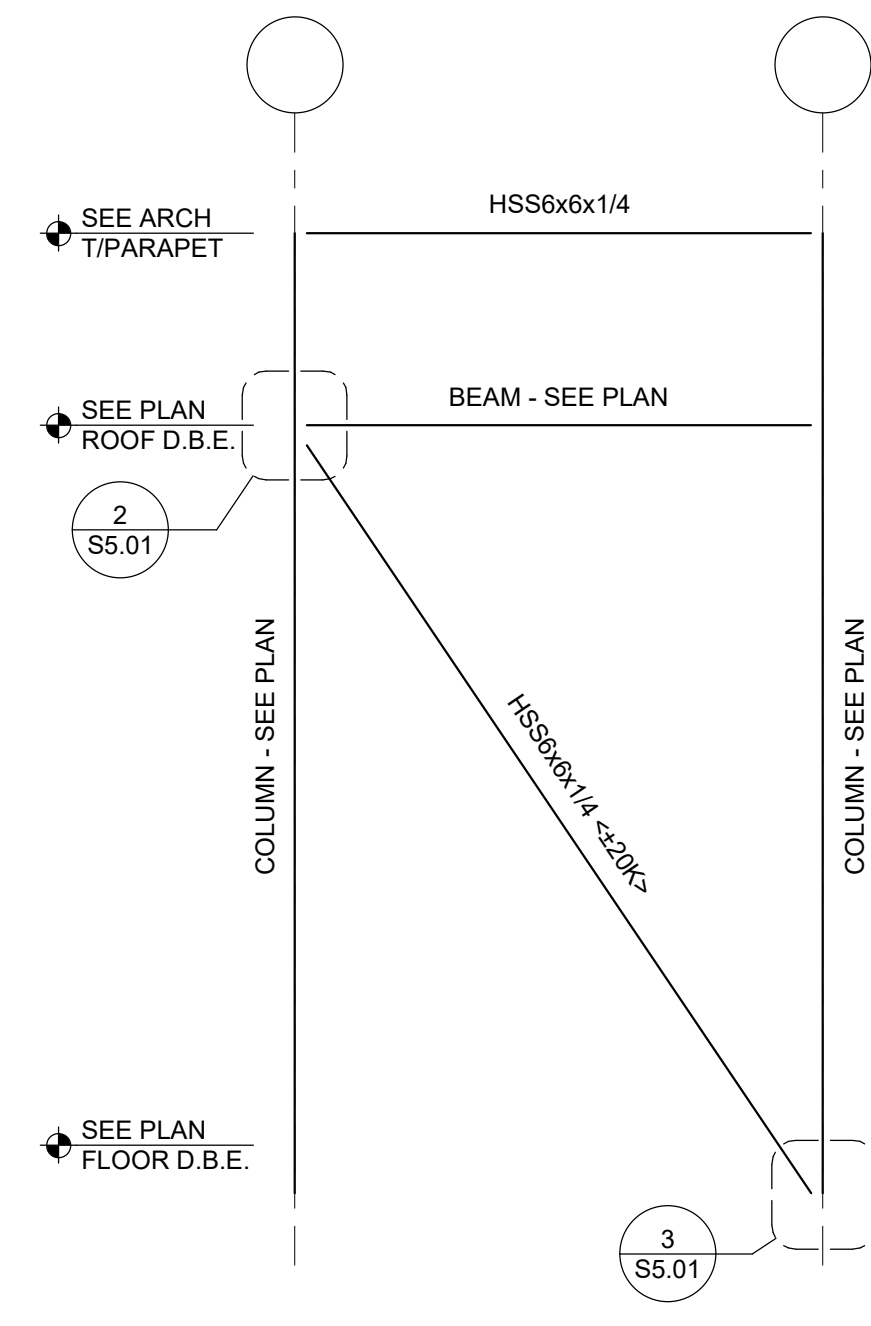 HSS6x6x1/4
SEE ARCH
T/PARAPET
BEAM - SEE PLAN
SEE PLAN
ROOF D.B.E.
2
S5.01
COLUMN - SEE PLAN
HSS6x6x1/4 <±20K>
COLUMN - SEE PLAN
SEE PLAN
FLOOR D.B.E.
3
S5.01